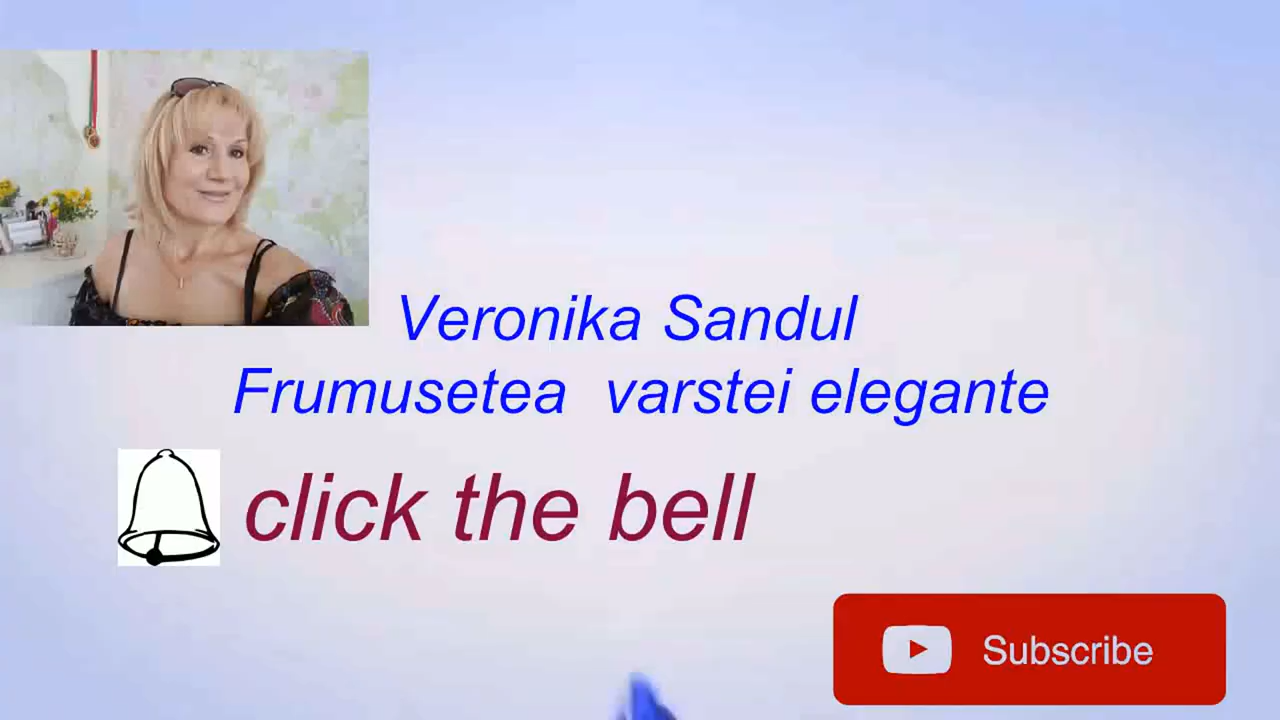 Veronika Sandul
Frumusetea varstei elegante
click the bell
Subscribe